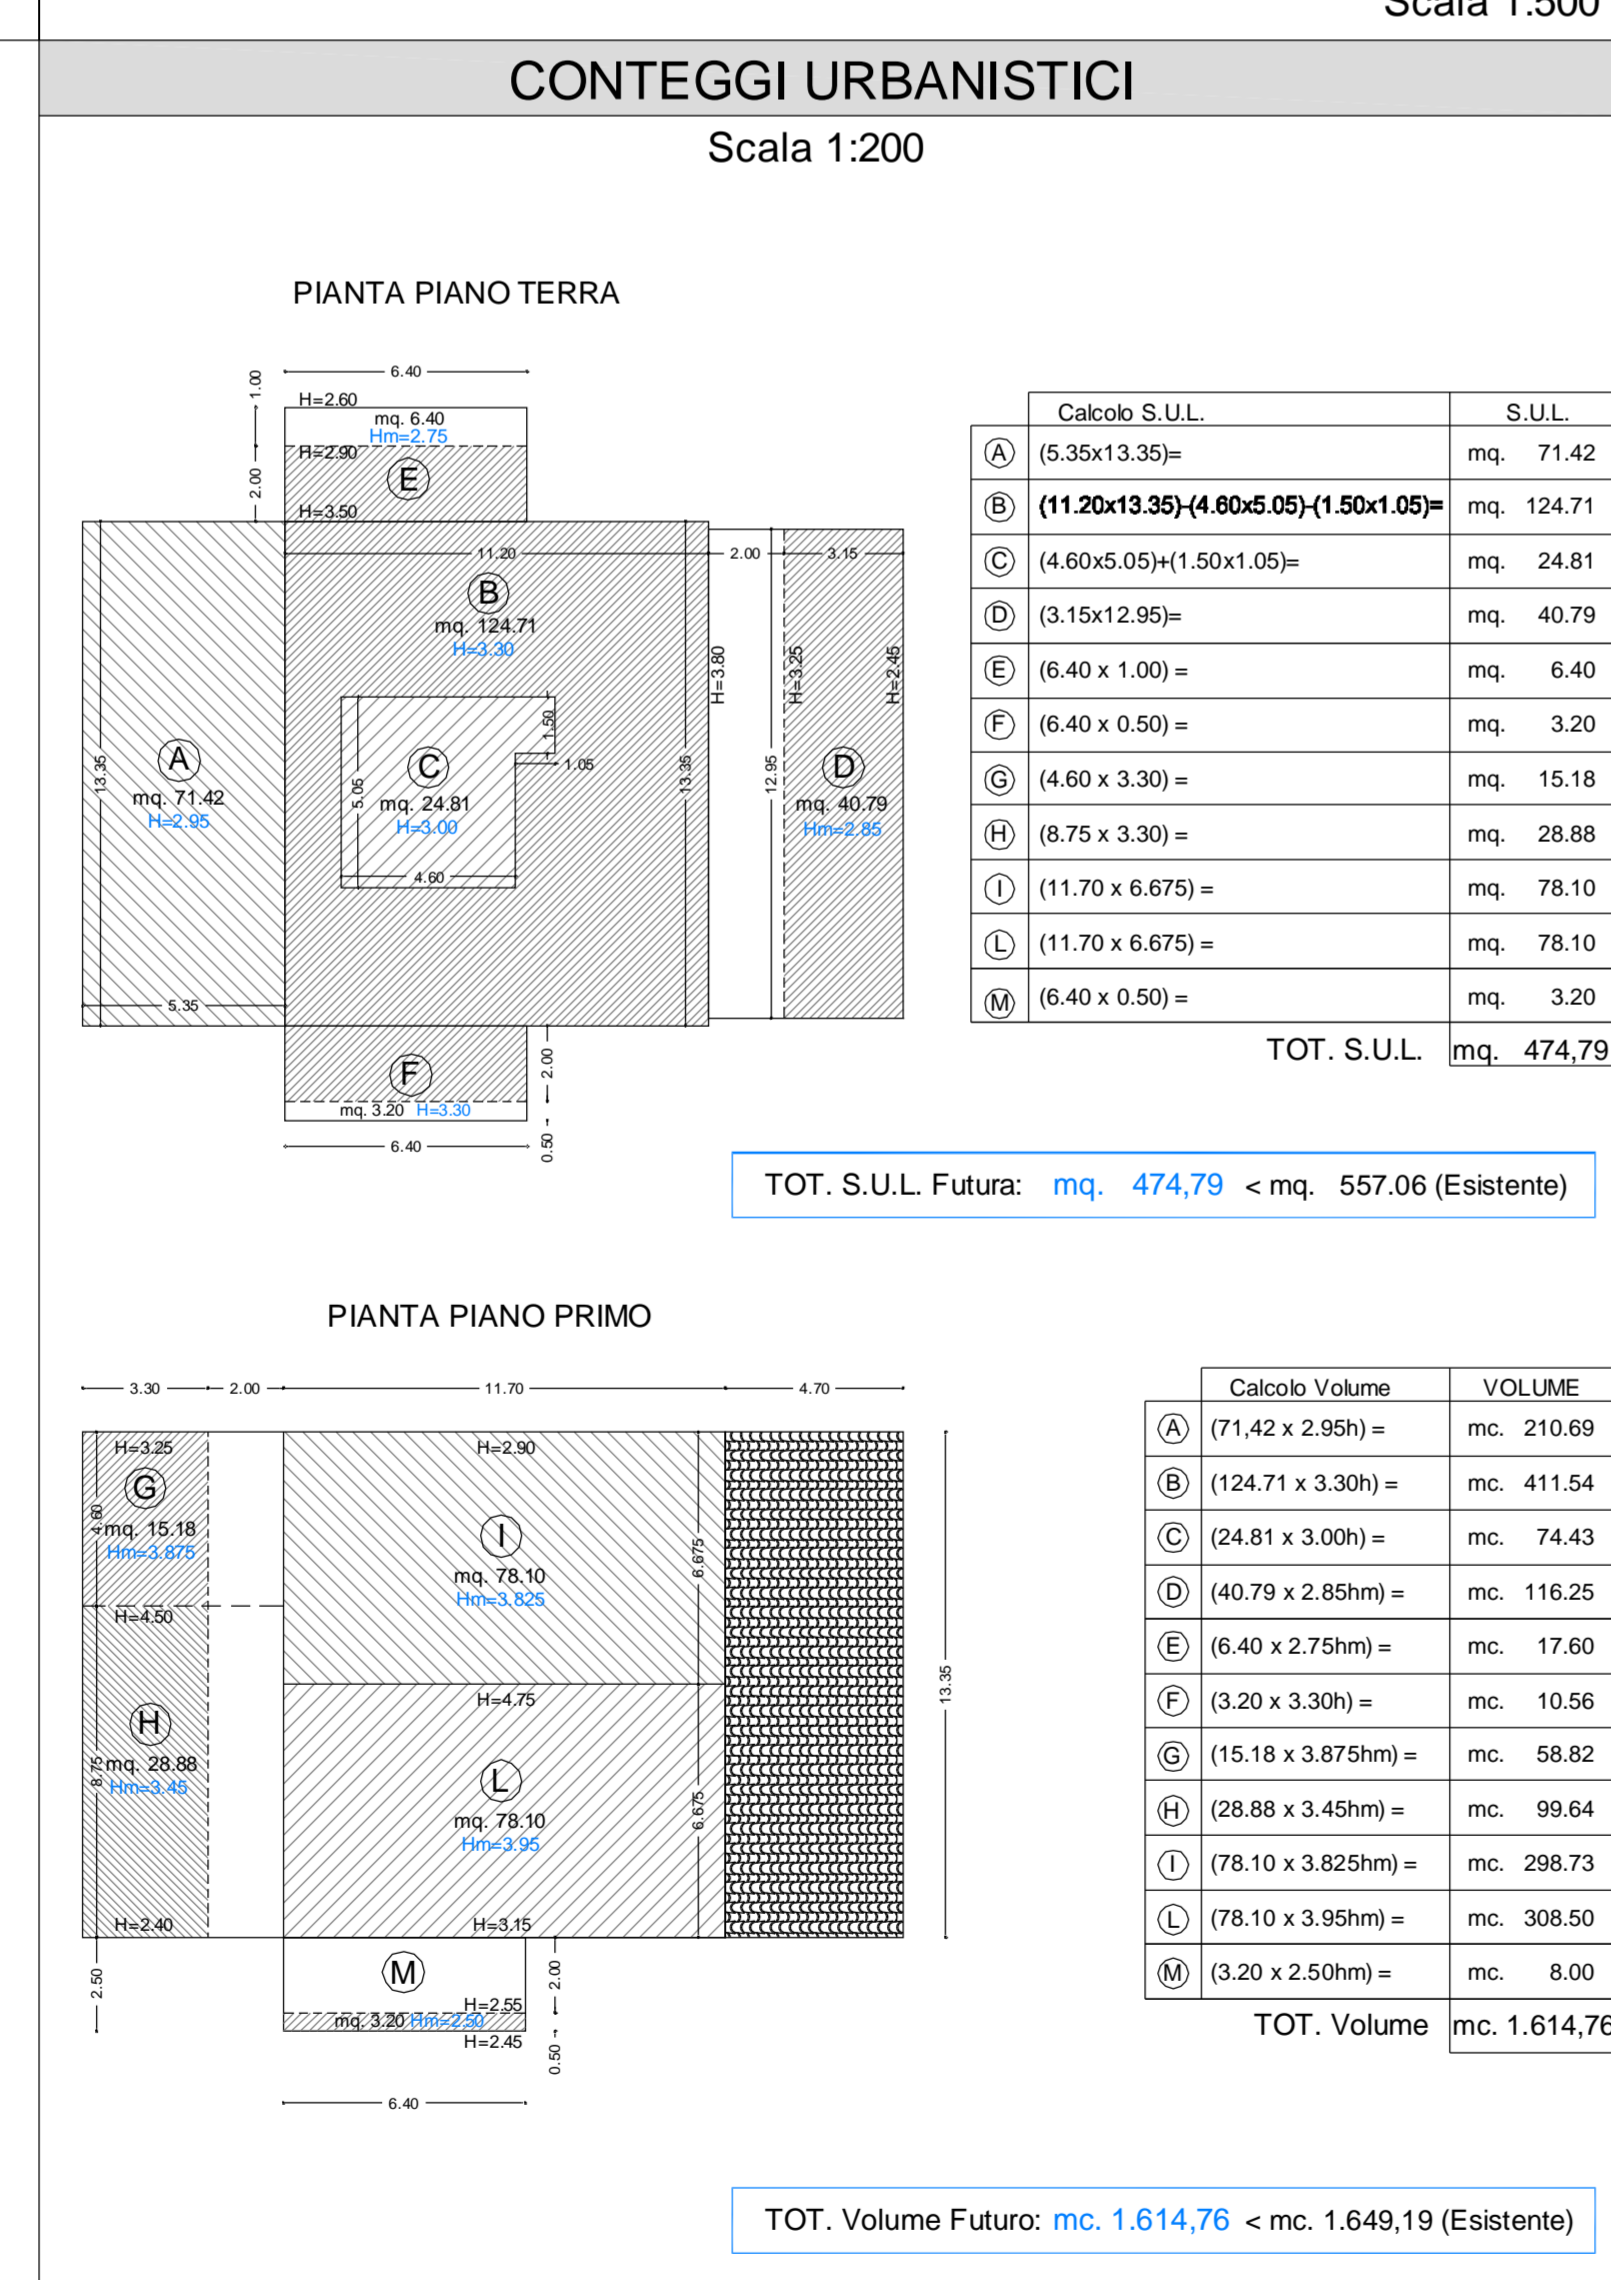 Scala 1:500
CONTEGGI URBANISTICI
Scala 1:200
PIANTA PIANO TERRA
6.40
1.00
H=2.60
mq. 6.40
Hm=2.75
H=2.90
2.00
E
H=3.50
11.20
2.00
3.15
B
mq. 124.71
H=3.30
H=3.80
H=3.25
H=2.45
1.50
1.05
A
mq. 71.42
H=2.95
13.35
5.05
C
mq. 24.81
H=3.00
4.60
13.35
12.95
D
mq. 40.79
Hm=2.85
5.35
F
2.00
mq. 3.20 H=3.30
0.50
6.40
Calcolo S.U.L. S.U.L.
A (5.35x13.35)= mq. 71.42
B (11.20x13.35)-(4.60x5.05)-(1.50x1.05)= mq. 124.71
C (4.60x5.05)+(1.50x1.05)= mq. 24.81
D (3.15x12.95)= mq. 40.79
E (6.40 x 1.00) = mq. 6.40
F (6.40 x 0.50) = mq. 3.20
G (4.60 x 3.30) = mq. 15.18
H (8.75 x 3.30) = mq. 28.88
I (11.70 x 6.675) = mq. 78.10
L (11.70 x 6.675) = mq. 78.10
M (6.40 x 0.50) = mq. 3.20
TOT. S.U.L. mq. 474,79
TOT. S.U.L. Futura: mq. 474,79 < mq. 557.06 (Esistente)
PIANTA PIANO PRIMO
3.30 2.00 11.70 4.70
H=3.25
G
4.60
mq. 15.18
Hm=3.875
H=4.50
H=2.90
I
mq. 78.10
Hm=3.825
6.675
H=4.75
13.35
H
8.75
mq. 28.88
Hm=3.45
H=2.40
L
mq. 78.10
Hm=3.95
6.675
H=3.15
2.50
M
2.00
H=2.55
mq. 3.20 Hm=2.50
H=2.45
0.50
6.40
Calcolo Volume VOLUME
A (71,42 x 2.95h) = mc. 210.69
B (124.71 x 3.30h) = mc. 411.54
C (24.81 x 3.00h) = mc. 74.43
D (40.79 x 2.85hm) = mc. 116.25
E (6.40 x 2.75hm) = mc. 17.60
F (3.20 x 3.30h) = mc. 10.56
G (15.18 x 3.875hm) = mc. 58.82
H (28.88 x 3.45hm) = mc. 99.64
I (78.10 x 3.825hm) = mc. 298.73
L (78.10 x 3.95hm) = mc. 308.50
M (3.20 x 2.50hm) = mc. 8.00
TOT. Volume mc. 1.614,76
TOT. Volume Futuro: mc. 1.614,76 < mc. 1.649,19 (Esistente)